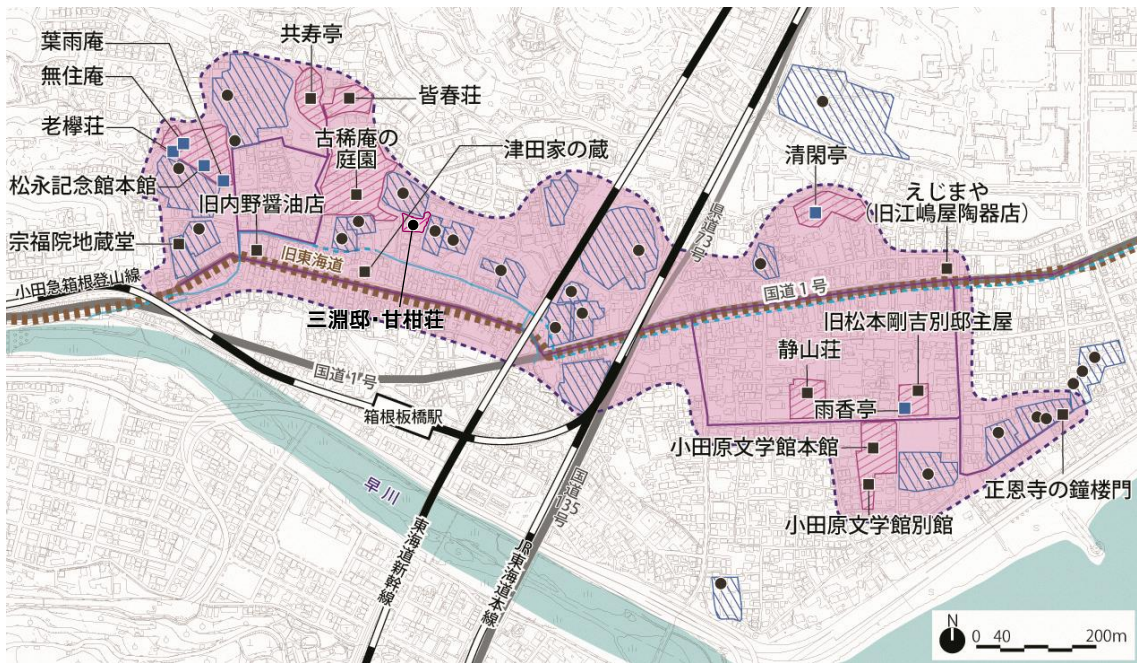 葉雨庵
無住庵
老欅荘
松永記念館本館
宗福院地蔵堂
共寿亭
皆春荘
古稀庵の
庭園
津田家の蔵
旧内野醤油店
旧東海道
小田急箱根登山線
三淵邸・甘柑荘
国道1号
箱根板橋駅
早川
東海道新幹線
JR東海道本線
国道135号
県道73号
清閑亭
えじまや
（旧江嶋屋陶器店）
国道1号
旧松本剛吉別邸主屋
静山荘
雨香亭
小田原文学館本館
小田原文学館別館
正恩寺の鐘楼門
N
0 40 200m